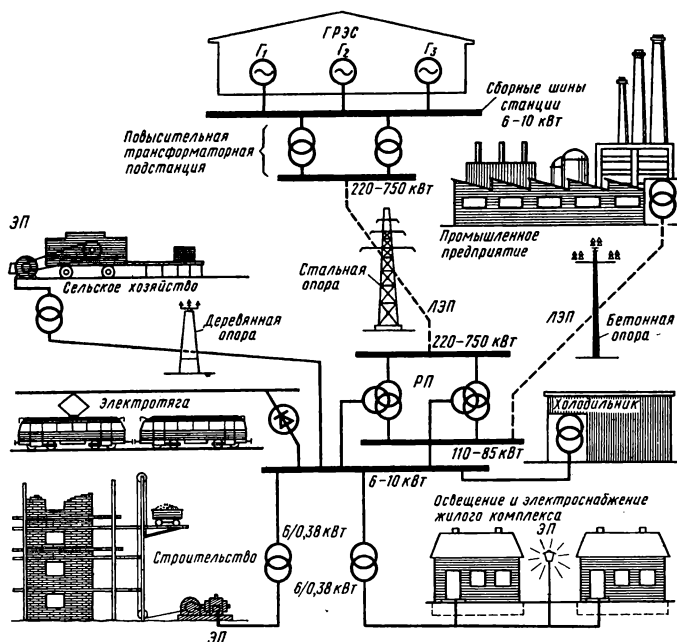 ГРЭС
Г₁ Г₂ Г₃
Сборные шины
станции
6–10 кВт
Повысительная
трансформаторная
подстанция
220–750 кВт
Промышленное
предприятие
ЭП
Сельское хозяйство
Стальная
опора
ЛЭП
ЛЭП
Бетонная
опора
Деревянная
опора
220–750 кВт
РП
Электротяга
Холодильник
110–85 кВт
6–10 кВт
Освещение и электроснабжение
жилого комплекса
ЭП
6/0,38 кВт
Строительство
6/0,38 кВт
ЭП